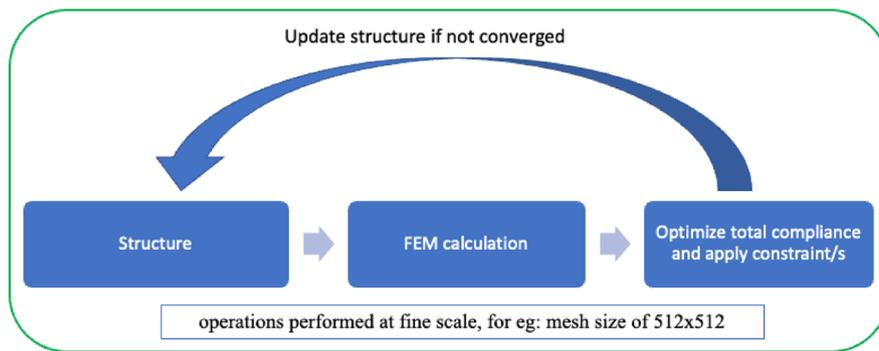 Update structure if not converged
Structure
FEM calculation
Optimize total compliance
and apply constraint/s
operations performed at fine scale, for eg: mesh size of 512x512